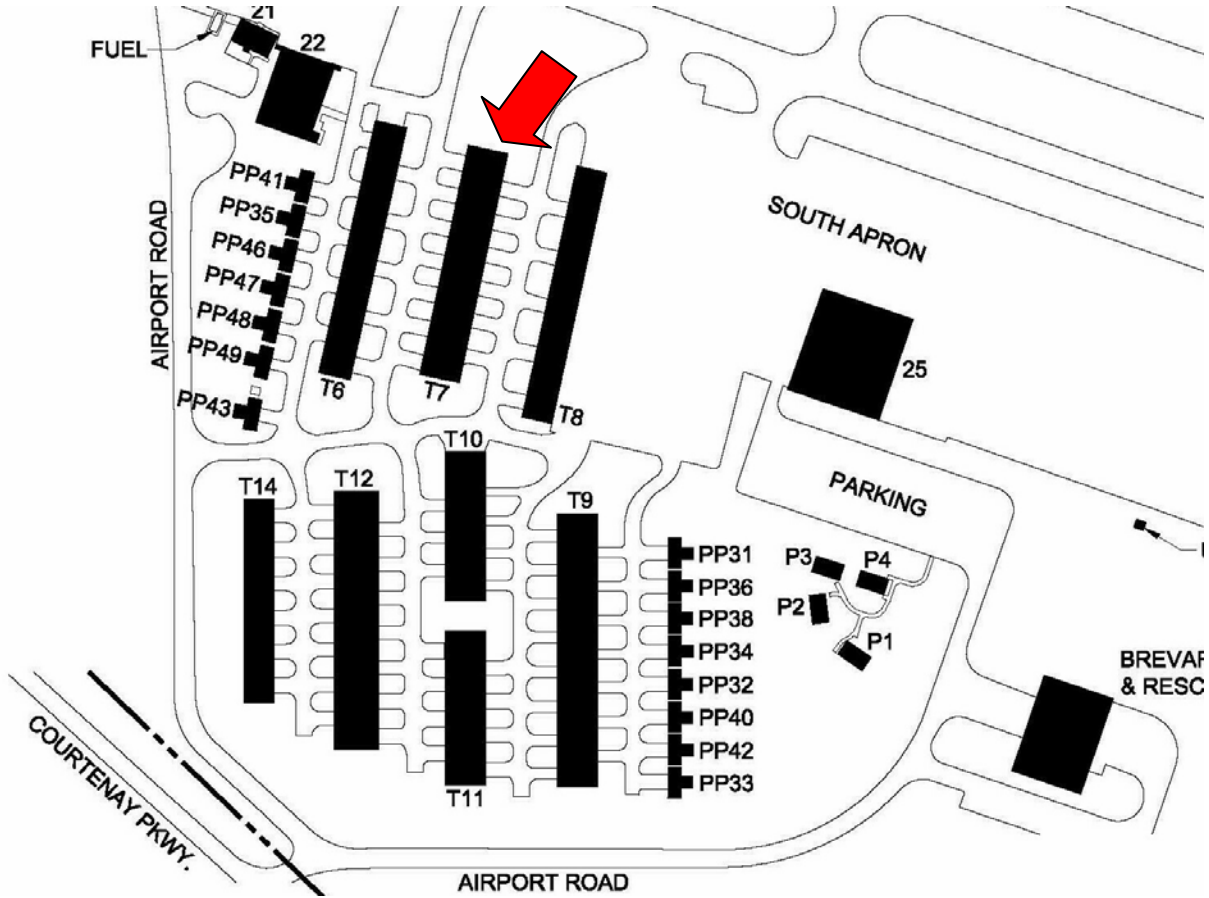 21
FUEL
22
PP41
PP35
PP46
PP47
PP48
PP49
PP43
AIRPORT ROAD
T6
T7
T8
SOUTH APRON
25
T10
T12
T14
T9
PARKING
PP31
PP36
PP38
PP34
PP32
PP40
PP42
PP33
P3
P4
P2
P1
T11
& RESC
COURTENAY PKWY.
AIRPORT ROAD